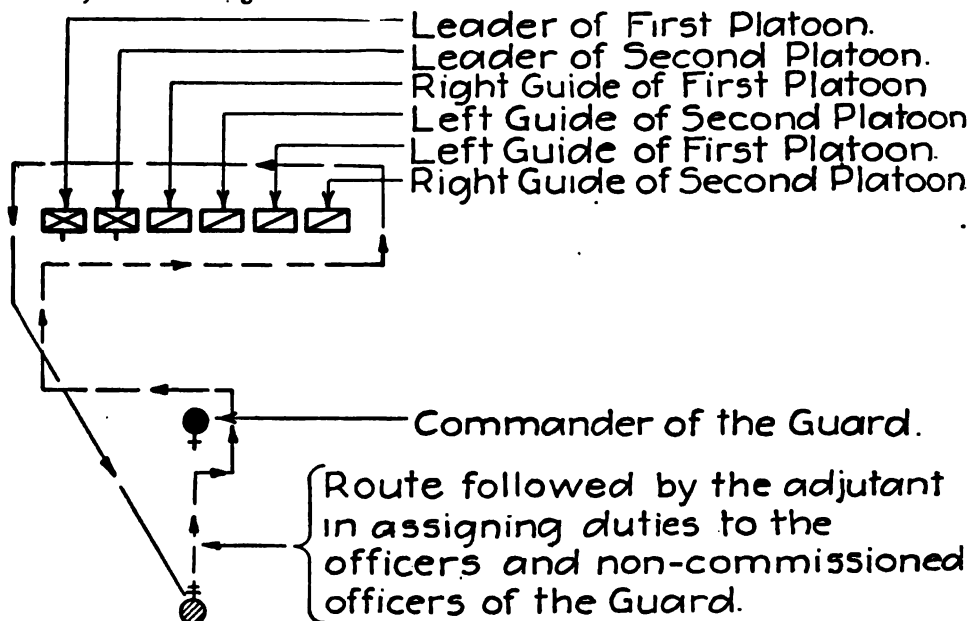 Leader of First Platoon.
Leader of Second Platoon.
Right Guide of First Platoon
Left Guide of Second Platoon
Left Guide of First Platoon.
Right Guide of Second Platoon
Commander of the Guard.
Route followed by the adjutant
in assigning duties to the
officers and non-commissioned
officers of the Guard.